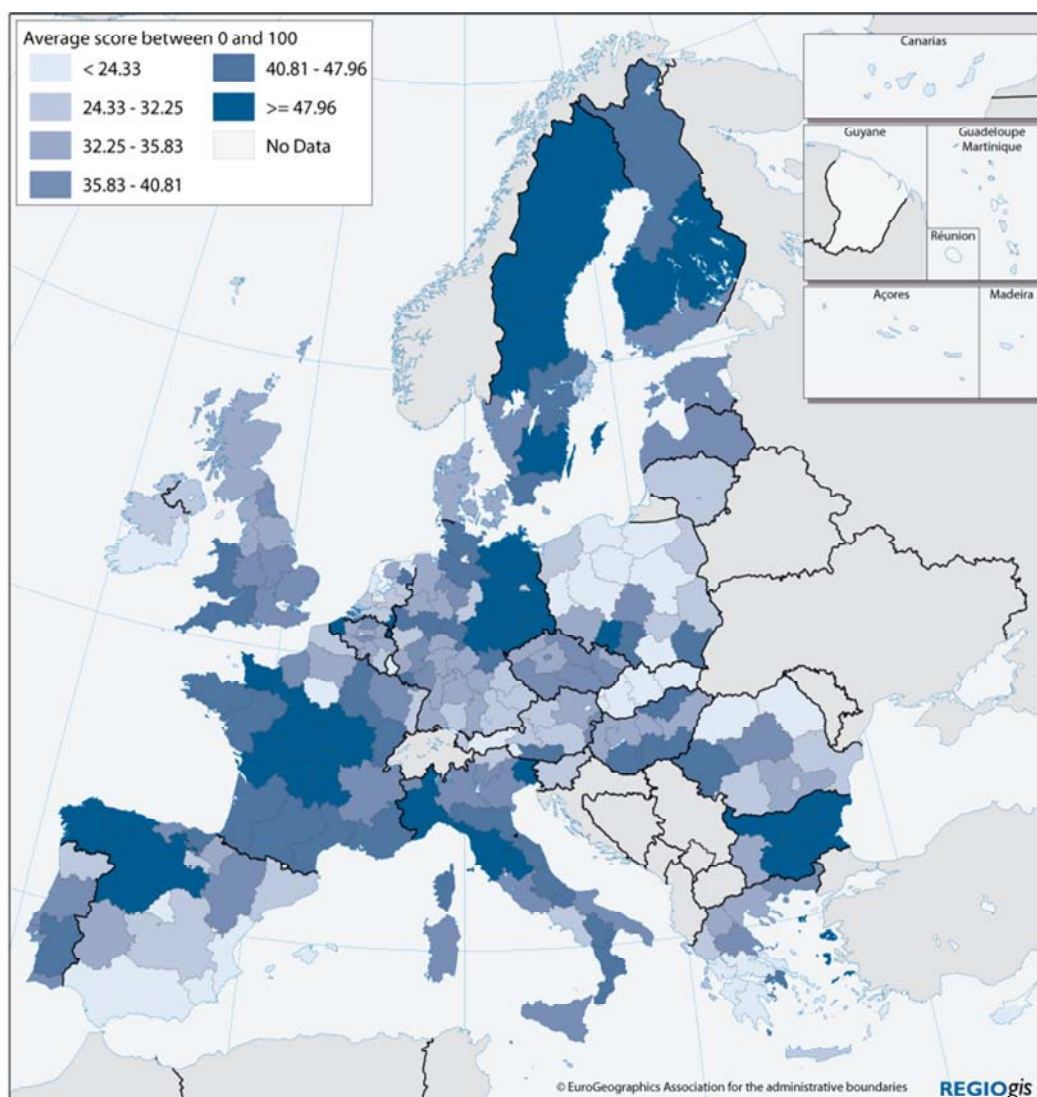 Average score between 0 and 100
< 24.33
24.33 - 32.25
32.25 - 35.83
35.83 - 40.81
40.81 - 47.96
>= 47.96
No Data
Canarias
Guyane
Guadeloupe
Martinique
Réunion
Açores
Madeira
© EuroGeographics Association for the administrative boundaries
REGIOgis